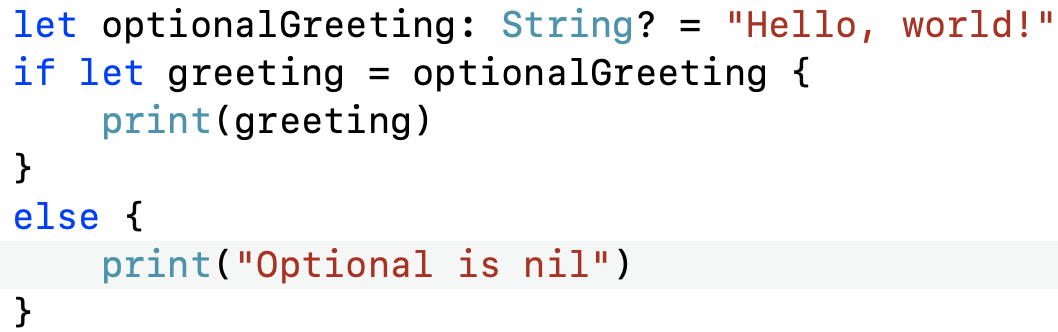 let optionalGreeting: String? = "Hello, world!"
if let greeting = optionalGreeting {
    print(greeting)
}
else {
    print("Optional is nil")
}